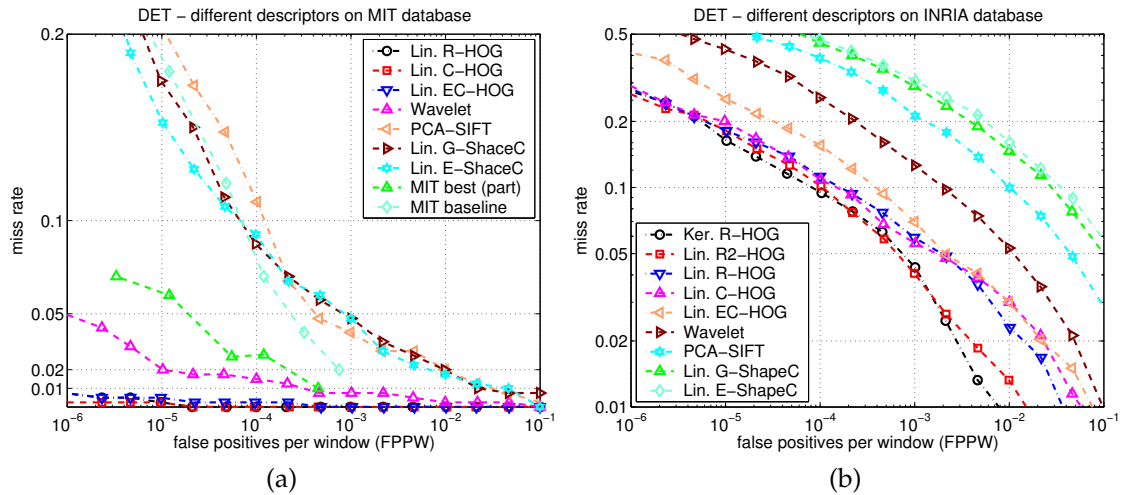 DET − different descriptors on MIT database
0.2
0.1
0.05
0.02
0.01
miss rate
10−6
10−5
10−4
10−3
10−2
10−1
false positives per window (FPPW)
Lin. R−HOG
Lin. C−HOG
Lin. EC−HOG
Wavelet
PCA−SIFT
Lin. G−ShaceC
Lin. E−ShaceC
MIT best (part)
MIT baseline
(a)
DET − different descriptors on INRIA database
0.5
0.2
0.1
0.05
0.02
0.01
miss rate
10−6
10−5
10−4
10−3
10−2
10−1
false positives per window (FPPW)
Ker. R−HOG
Lin. R2−HOG
Lin. R−HOG
Lin. C−HOG
Lin. EC−HOG
Wavelet
PCA−SIFT
Lin. G−ShapeC
Lin. E−ShapeC
(b)